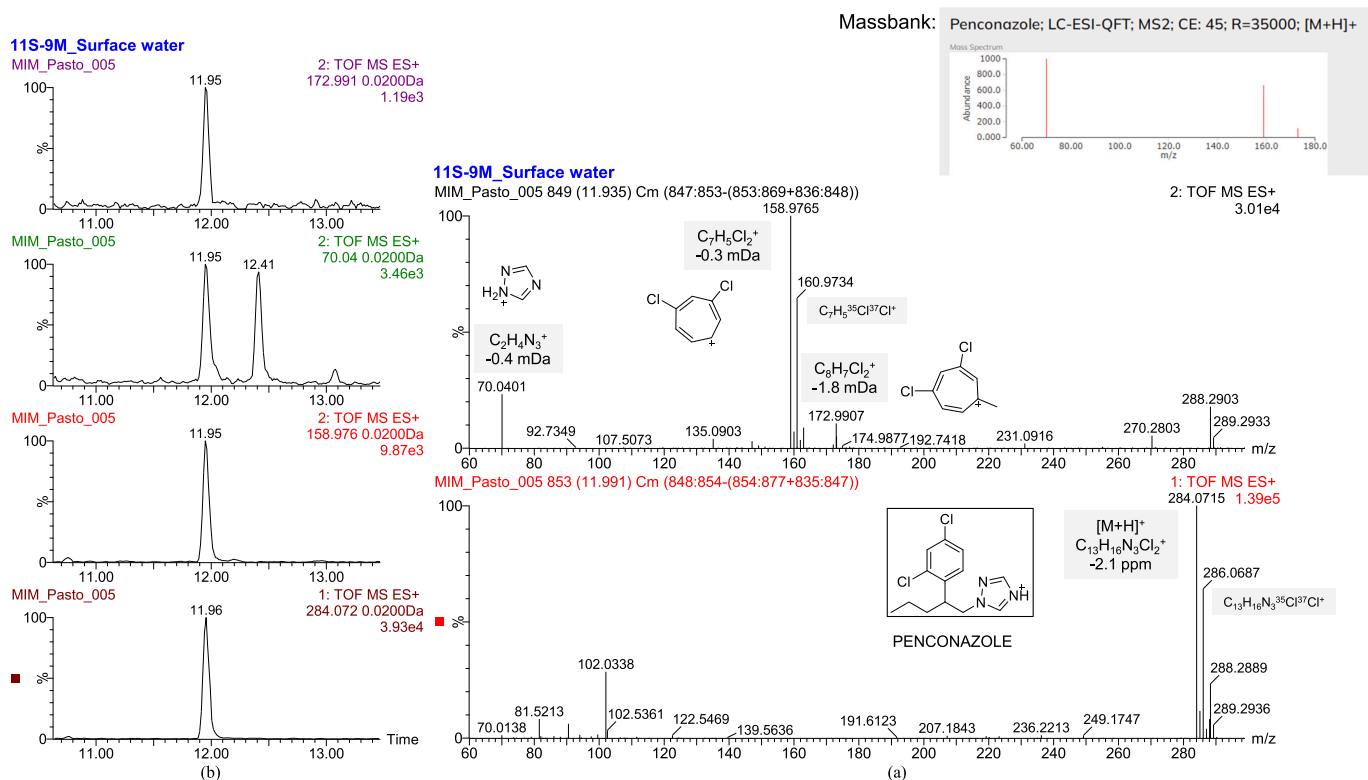 Massbank:
Penconazole; LC-ESI-QFT; MS2; CE: 45; R=35000; [M+H]+
Mass Spectrum
Abundance
1000
800.0
600.0
400.0
200.0
0.000
60.00 80.00 100.0 120.0 140.0 160.0 180.0
m/z
11S-9M_Surface water
MIM_Pasto_005
2: TOF MS ES+
172.991 0.0200Da
1.19e3
100
%
0
11.95
11.00 12.00 13.00
MIM_Pasto_005
2: TOF MS ES+
70.04 0.0200Da
3.46e3
100
%
0
11.95
12.41
11.00 12.00 13.00
MIM_Pasto_005
2: TOF MS ES+
158.976 0.0200Da
9.87e3
100
%
0
11.95
11.00 12.00 13.00
MIM_Pasto_005
1: TOF MS ES+
284.072 0.0200Da
3.93e4
100
%
0
11.96
11.00 12.00 13.00
Time
(b)
11S-9M_Surface water
MIM_Pasto_005 849 (11.935) Cm (847:853-(853:869+836:848))
2: TOF MS ES+
3.01e4
100
%
0
158.9765
C₇H₅Cl₂⁺
-0.3 mDa
Cl
Cl
+
N
N
H₂N
+
C₂H₄N₃⁺
-0.4 mDa
70.0401
160.9734
C₇H₅³⁵Cl³⁷Cl⁺
C₈H₇Cl₂⁺
-1.8 mDa
Cl
Cl
+
172.9907
92.7349
107.5073
135.0903
174.9877
192.7418
231.0916
270.2803
288.2903
289.2933
60 80 100 120 140 160 180 200 220 240 260 280
m/z
MIM_Pasto_005 853 (11.991) Cm (848:854-(854:877+835:847))
1: TOF MS ES+
1.39e5
100
%
0
284.0715
[M+H]⁺
C₁₃H₁₆N₃Cl₂⁺
-2.1 ppm
286.0687
C₁₃H₁₆N₃³⁵Cl³⁷Cl⁺
Cl
Cl
N
N
NH
+
PENCONAZOLE
102.0338
288.2889
289.2936
81.5213
70.0138
102.5361
122.5469
139.5636
191.6123
207.1843
236.2213
249.1747
60 80 100 120 140 160 180 200 220 240 260 280
m/z
(a)